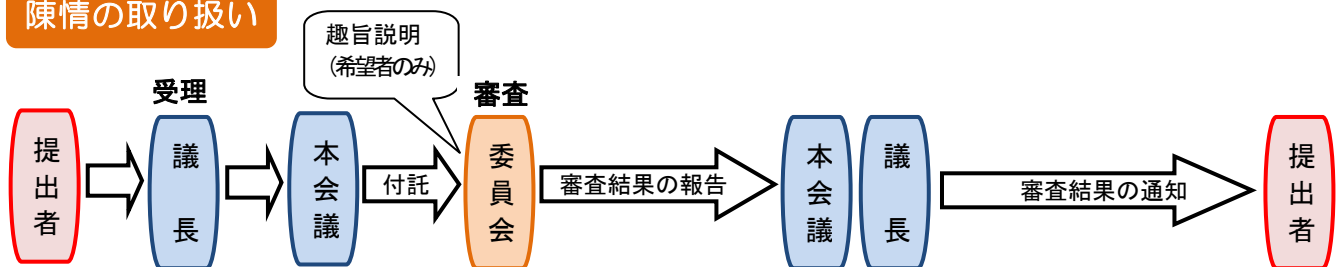 陳情の取り扱い
趣旨説明
（希望者のみ）
受理
審査
提出者
議長
本会議
付託
委員会
審査結果の報告
本会議
議長
審査結果の通知
提出者